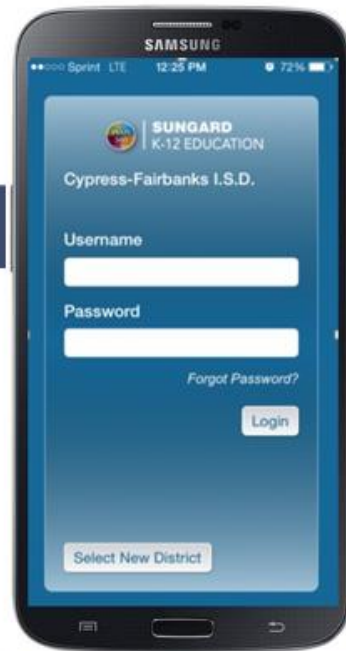 SAMSUNG
Sprint LTE 12:25 PM 72%
SUNGARD
K-12 EDUCATION
Cypress-Fairbanks I.S.D.
Username
Password
Forgot Password?
Login
Select New District